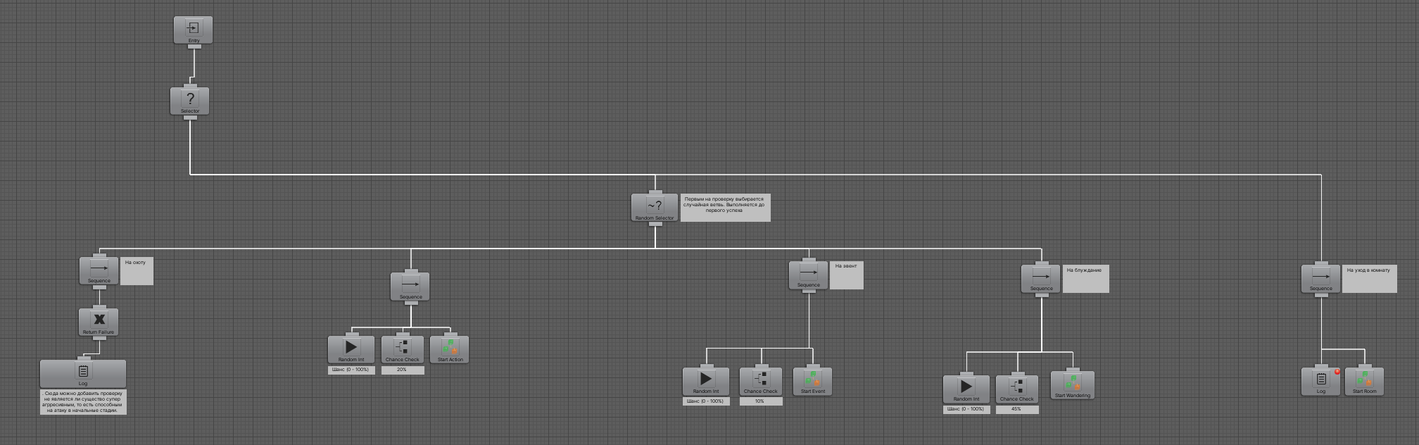 Entry
Selector
Random Selector
Первым на проверку выбирается
случайная ветвь. Выполняется до
первого успеха
Sequence
На охоту
Sequence
Sequence
На эвент
Sequence
На блуждание
Sequence
На уход в комнату
Return Failure
Random Int
Шанс (0 - 100%)
Chance Check
20%
Start Action
Log
Сюда можно добавить проверку
не является ли существо супер
агрессивным, то есть способным
на атаку в начальные стадии.
Random Int
Шанс (0 - 100%)
Chance Check
10%
Start Event
Random Int
Шанс (0 - 100%)
Chance Check
45%
Start Wandering
Log
Start Room